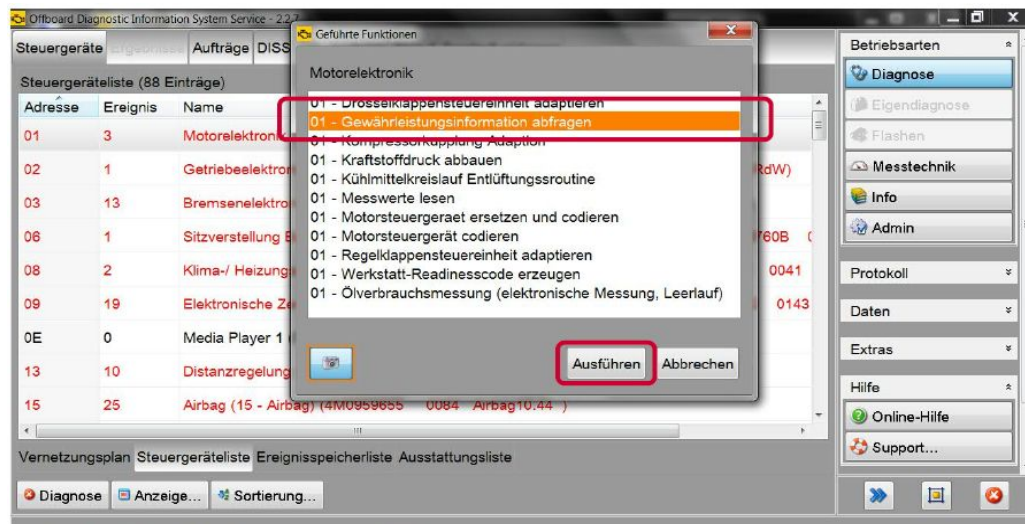 Offboard Diagnostic Information System Service - 2.2.7
Steuergeräte Aufträge DISS
Steuergeräteliste (88 Einträge)
Adresse Ereignis Name
01 3 Motorelektronik
02 1 Getriebeelektron RdW)
03 13 Bremsenelektro
06 1 Sitzverstellung 760B
08 2 Klima-/ Heizung 0041
09 19 Elektronische Ze 0143
0E 0 Media Player 1
13 10 Distanzregelung
15 25 Airbag (15 - Airbag) (4M0959655 0084 Airbag10.44 )
Vernetzungsplan Steuergeräteliste Ereignisspeicherliste Ausstattungsliste
Diagnose Anzeige... Sortierung...
Geführte Funktionen
Motorelektronik
01 - Drosselklappensteuereinheit adaptieren
01 - Gewährleistungsinformation abfragen
01 - Kompressorkupplung Adaption
01 - Kraftstoffdruck abbauen
01 - Kühlmittelkreislauf Entlüftungssroutine
01 - Messwerte lesen
01 - Motorsteuergeraet ersetzen und codieren
01 - Motorsteuergerät codieren
01 - Regelklappensteuereinheit adaptieren
01 - Werkstatt-Readinesscode erzeugen
01 - Ölverbrauchsmessung (elektronische Messung, Leerlauf)
Ausführen Abbrechen
Betriebsarten
Diagnose
Eigendiagnose
Flashen
Messtechnik
Info
Admin
Protokoll
Daten
Extras
Hilfe
Online-Hilfe
Support...